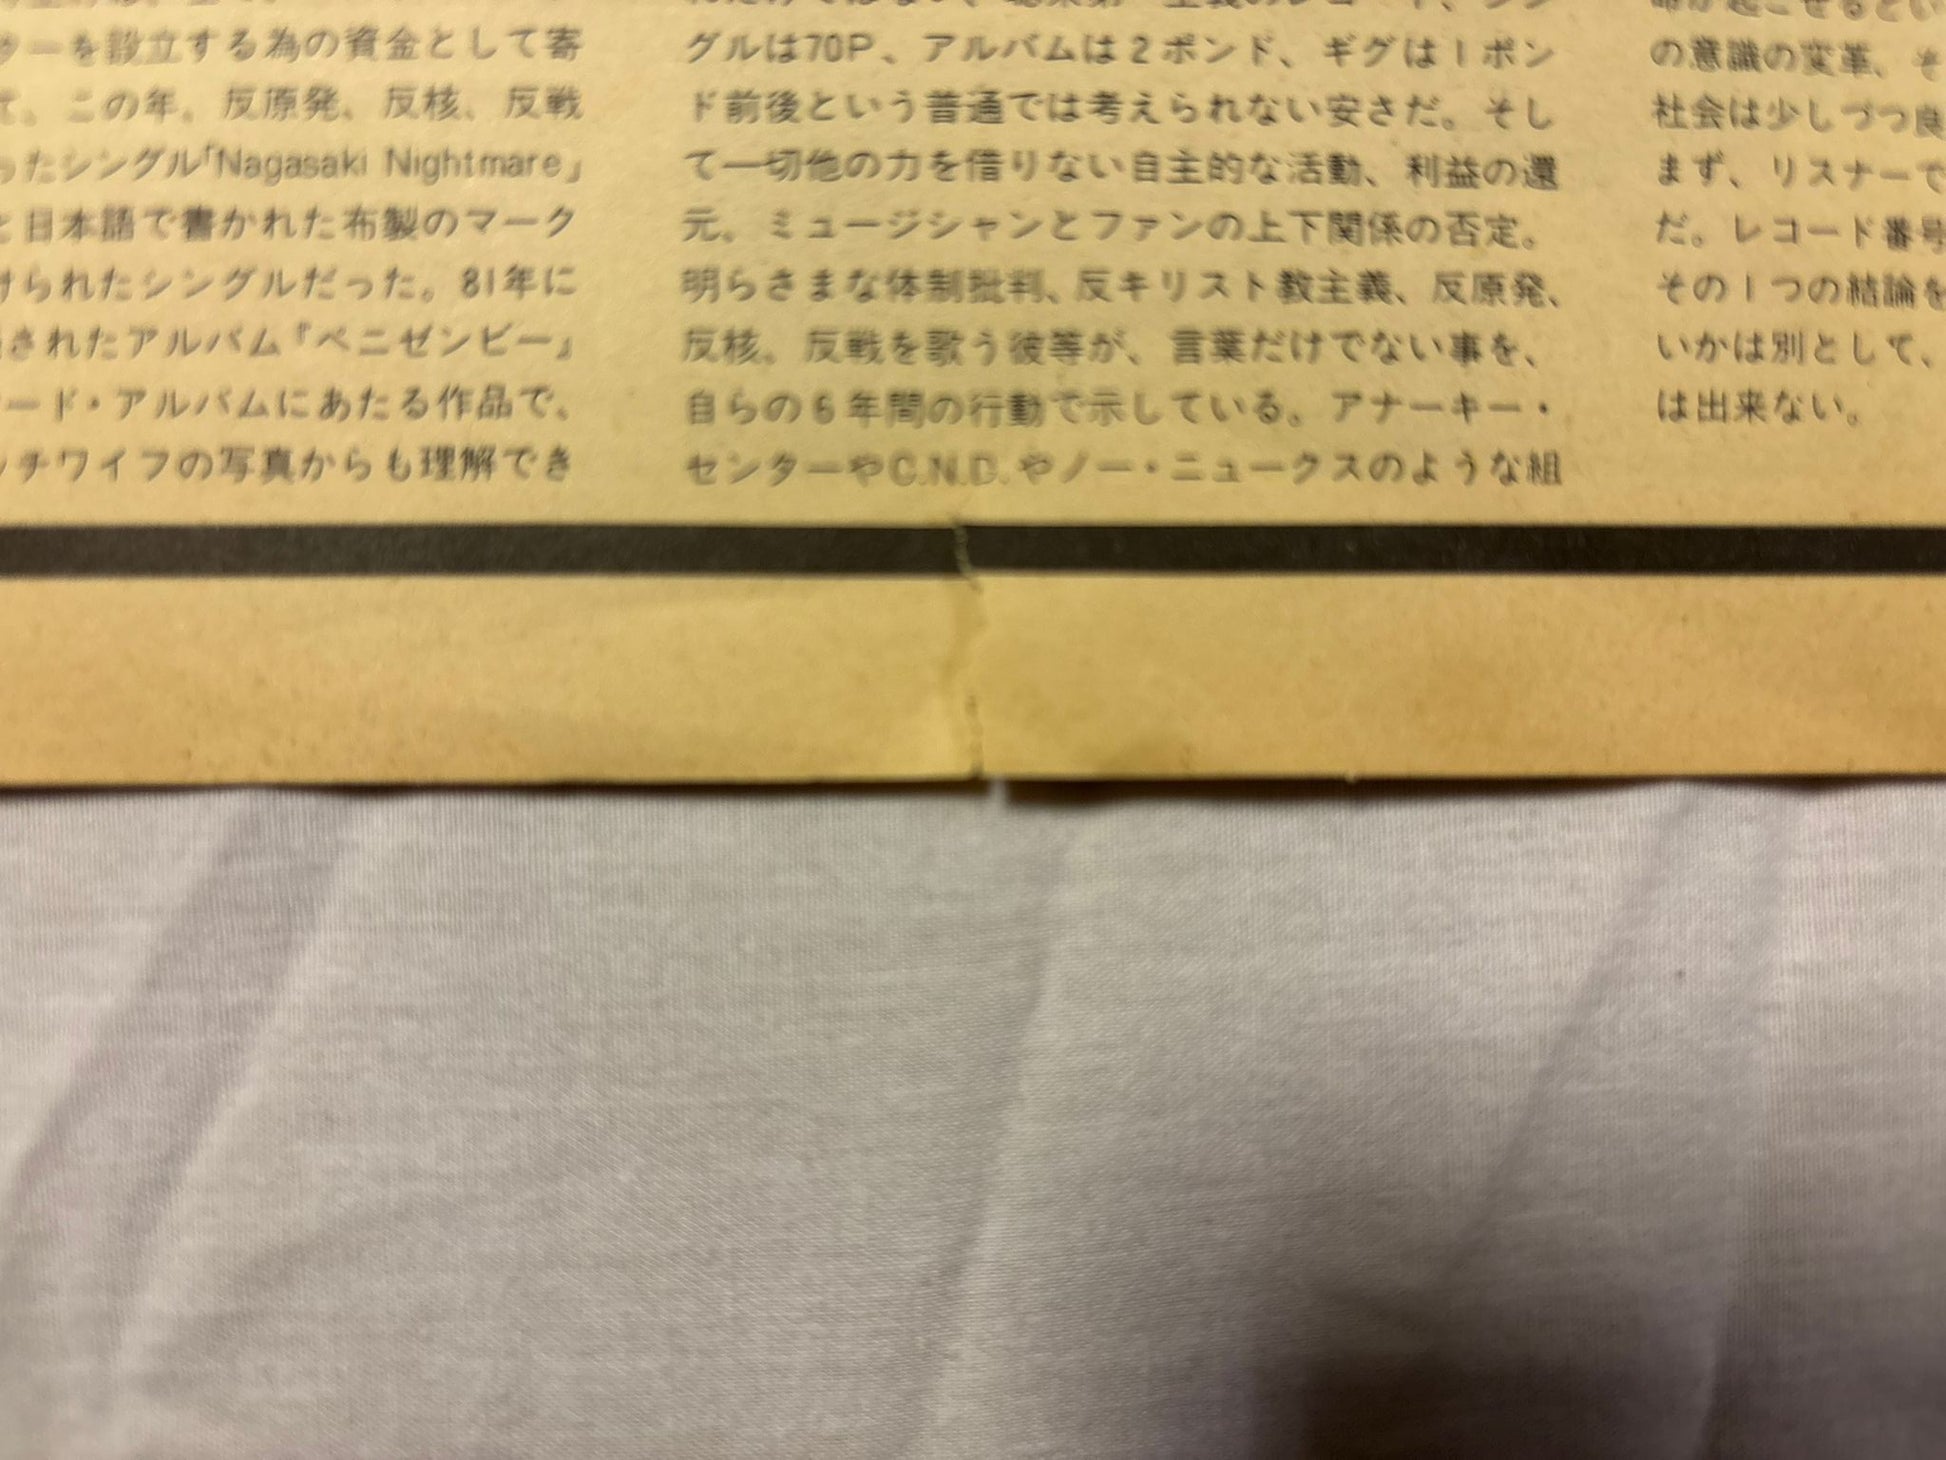 サーを設立する為の資金として寄
て。この年。反原発、反核、反戦
ったシングル「Nagasaki Nightmare」
と日本語で書かれた布製のマーク
けられたシングルだった。81年に
されたアルバム『ペニゼンビー』
ード・アルバムにあたる作品で、
ッチワイフの写真からも理解でき
グルは70P、アルバムは2ポンド、ギグは1ポン
ド前後という普通では考えられない安さだ。そし
て一切他の力を借りない自主的な活動、利益の還
元。ミュージシャンとファンの上下関係の否定。
明らさまな体制批判、反キリスト教主義、反原発、
反核、反戦を歌う彼等が、言葉だけでない事を、
自らの6年間の行動で示している。アナーキー・
センターやC.N.D.やノー・ニュークスのような組
の意識の変革、そ
社会は少しづつ良
まず、リスナーで
だ。レコード番号
その1つの結論を
いかは別として、
は出来ない。